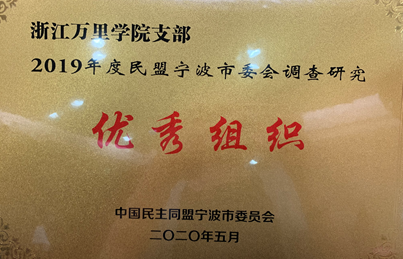 浙江万里学院支部
2019年度民盟宁波市委会调查研究
优秀组织
中国民主同盟宁波市委员会
二〇二〇年五月